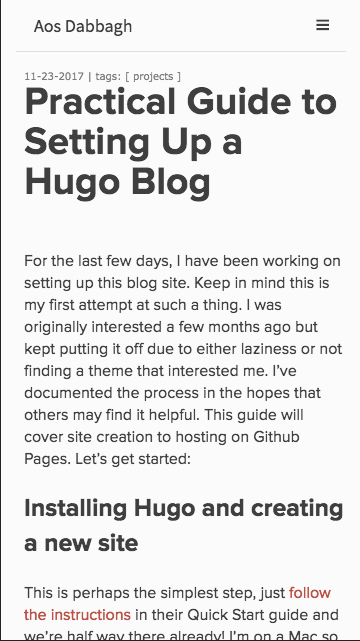 Aos Dabbagh
11-23-2017 | tags: [ projects ]
Practical Guide to
Setting Up a
Hugo Blog
For the last few days, I have been working on
setting up this blog site. Keep in mind this is
my first attempt at such a thing. I was
originally interested a few months ago but
kept putting it off due to either laziness or not
finding a theme that interested me. I’ve
documented the process in the hopes that
others may find it helpful. This guide will
cover site creation to hosting on Github
Pages. Let’s get started:
Installing Hugo and creating
a new site
This is perhaps the simplest step, just follow
the instructions in their Quick Start guide and
we’re half way there already! I’m on a Mac so